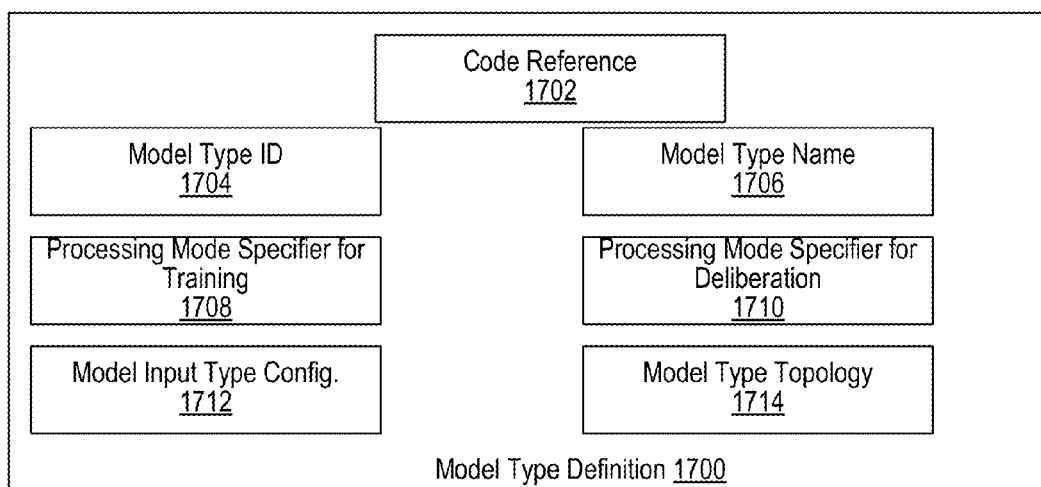 Code Reference
1702
Model Type ID
1704
Model Type Name
1706
Processing Mode Specifier for
Training
1708
Processing Mode Specifier for
Deliberation
1710
Model Input Type Config.
1712
Model Type Topology
1714
Model Type Definition 1700